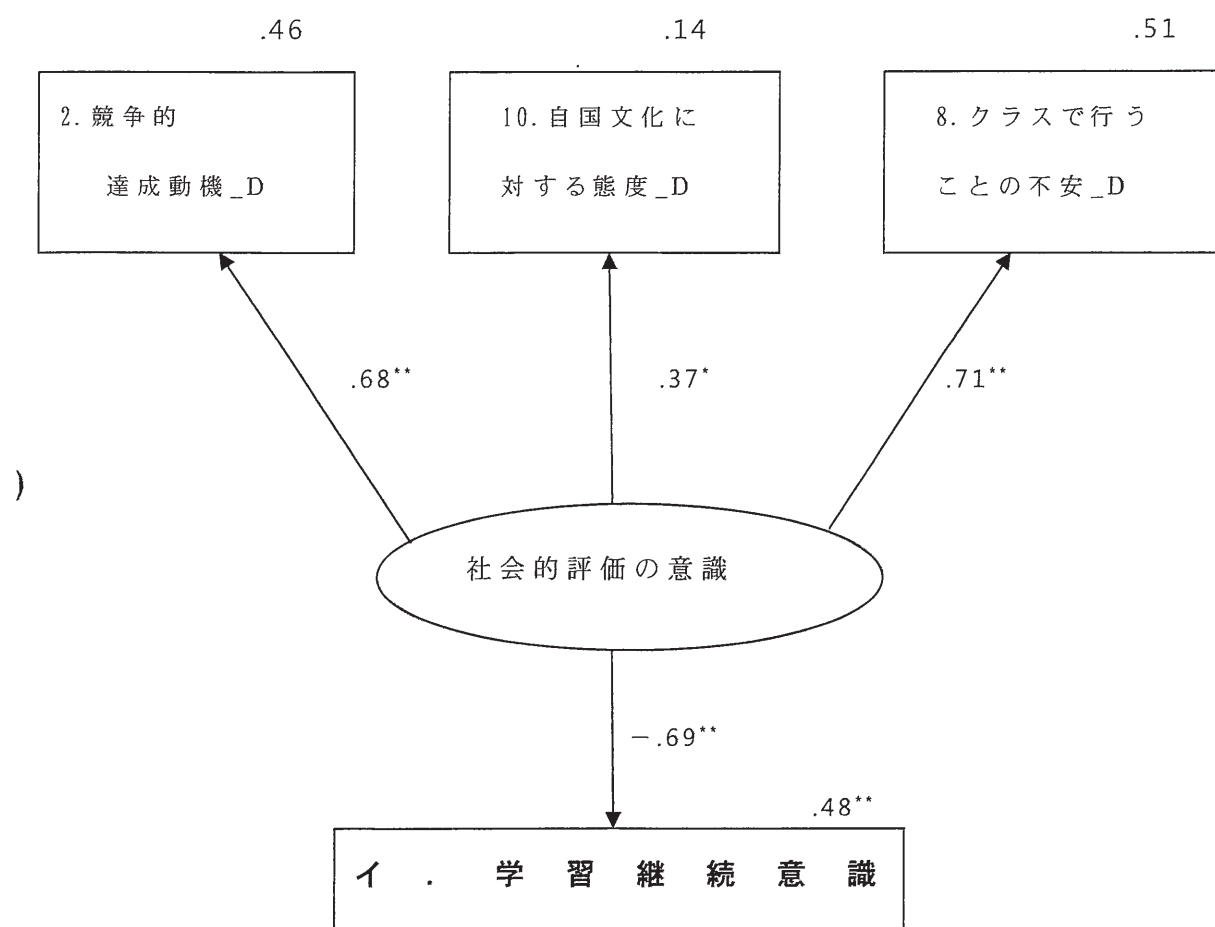 .46
.14
.51
2.競争的
達成動機_D
10.自国文化に
対する態度_D
8.クラスで行う
ことの不安_D
.68**
.37*
.71**
)
社会的評価の意識
－.69**
.48**
イ．学習継続意識